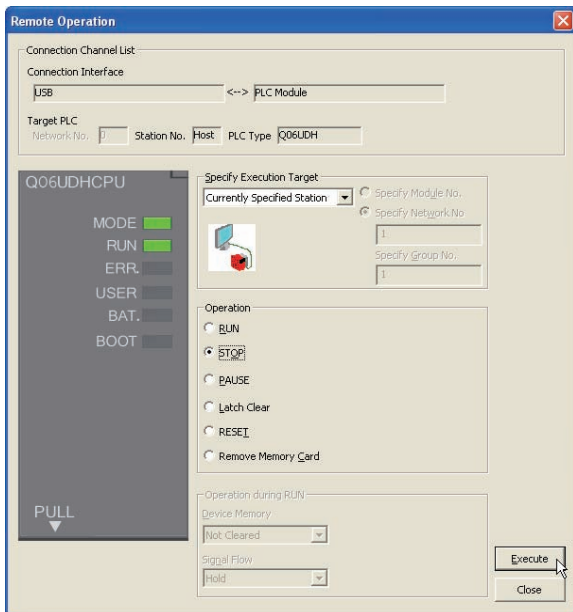 Remote Operation
Connection Channel List
Connection Interface
USB <--> PLC Module
Target PLC
Network No. 0 Station No. Host PLC Type Q06UDH
Q06UDHCPU
MODE
RUN
ERR.
USER
BAT.
BOOT
PULL
Specify Execution Target
Currently Specified Station
Specify Module No.
Specify Network No
1
Specify Group No.
1
Operation
RUN
STOP
PAUSE
Latch Clear
RESET
Remove Memory Card
Operation during RUN
Device Memory
Not Cleared
Signal Flow
Hold
Execute
Close